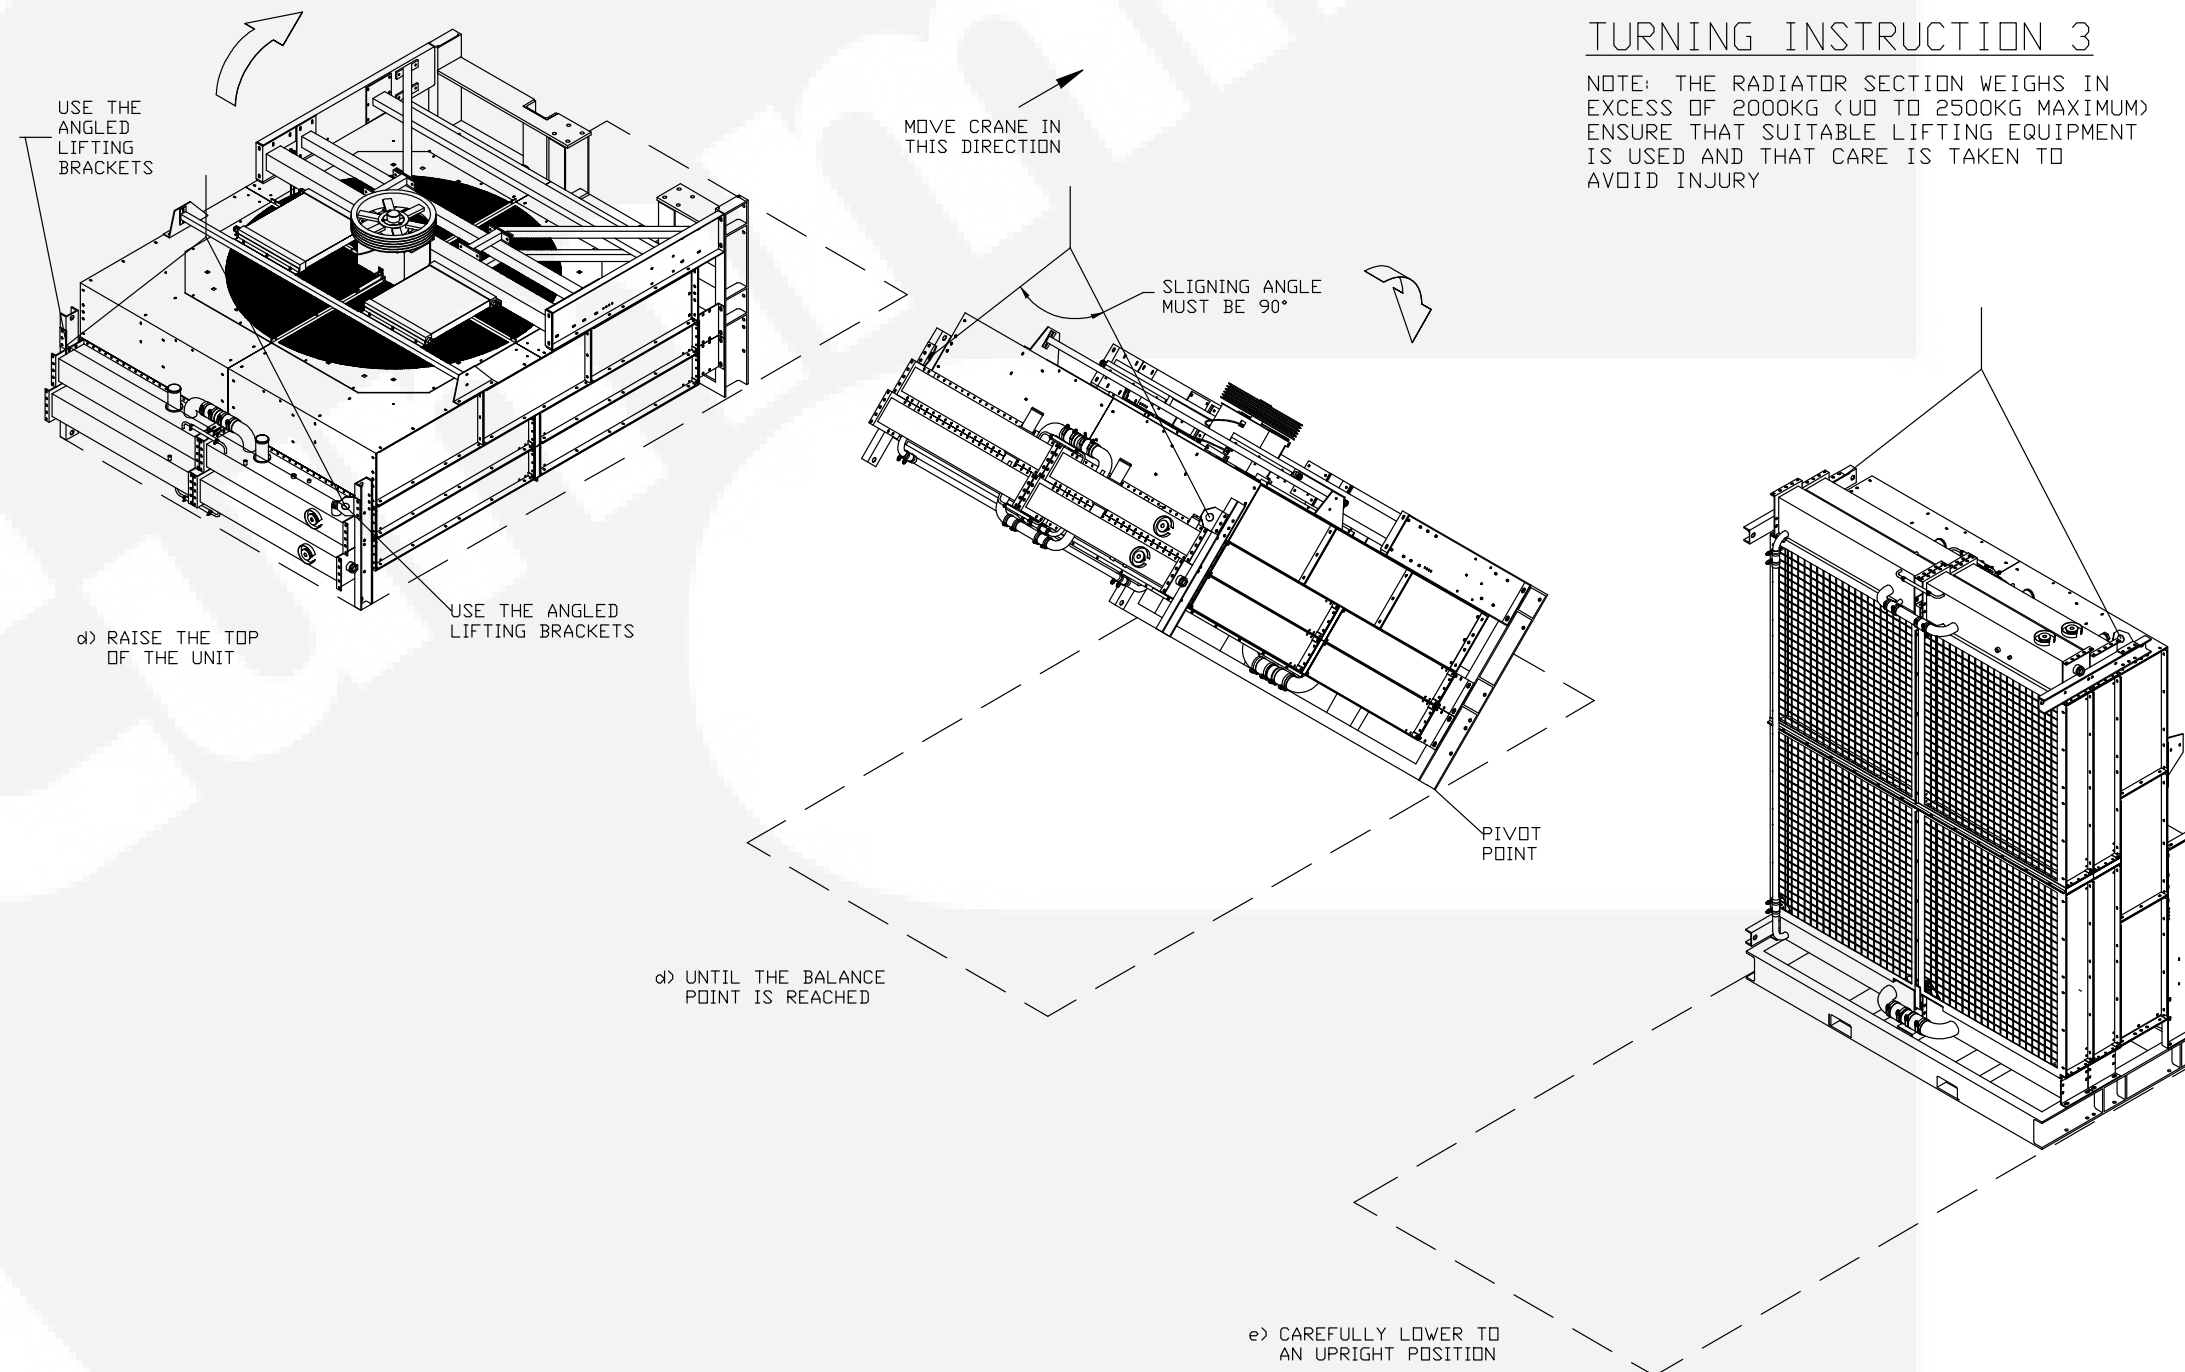 TURNING INSTRUCTION 3
NOTE: THE RADIATOR SECTION WEIGHS IN
EXCESS OF 2000KG (UO TO 2500KG MAXIMUM)
ENSURE THAT SUITABLE LIFTING EQUIPMENT
IS USED AND THAT CARE IS TAKEN TO
AVOID INJURY
USE THE
ANGLED
LIFTING
BRACKETS
USE THE ANGLED
LIFTING BRACKETS
d) RAISE THE TOP
OF THE UNIT
MOVE CRANE IN
THIS DIRECTION
SLIGNING ANGLE
MUST BE 90°
PIVOT
POINT
d) UNTIL THE BALANCE
POINT IS REACHED
e) CAREFULLY LOWER TO
AN UPRIGHT POSITION